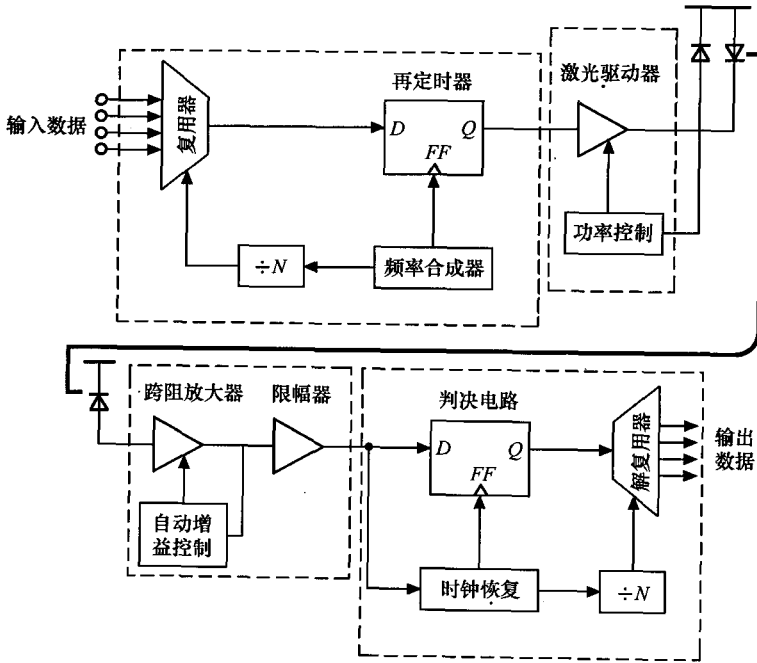 输入数据
复用器
再定时器
D
Q
FF
÷N
频率合成器
激光驱动器
功率控制
跨阻放大器
限幅器
自动增
益控制
判决电路
D
Q
FF
时钟恢复
÷N
解复用器
输出
数据